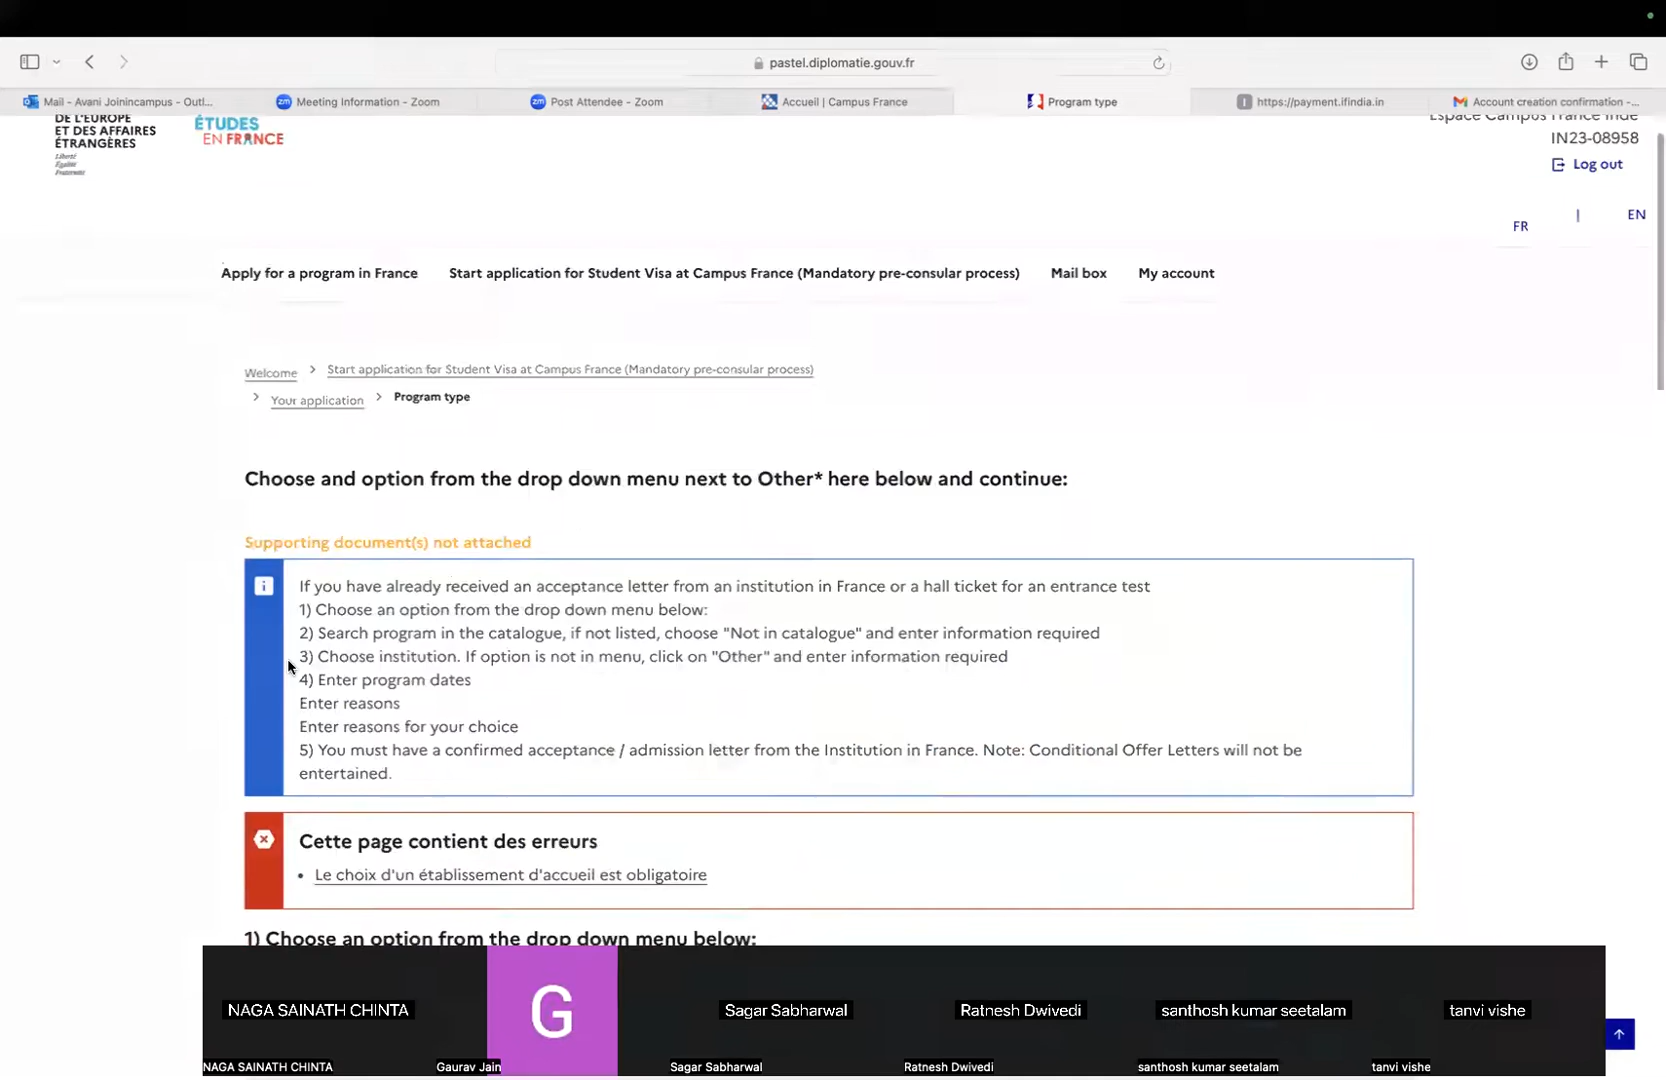 pastel.diplomatie.gouv.fr
Mail - Avani Joinincampus - Outl...
Meeting Information - Zoom
Post Attendee - Zoom
Accueil | Campus France
Program type
https://payment.ifindia.in
Account creation confirmation -...
DE L'EUROPE
ET DES AFFAIRES
ÉTRANGÈRES
Liberté
Égalité
Fraternité
ÉTUDES
EN FRANCE
Espace Campus France Inde
IN23-08958
Log out
FR | EN
Apply for a program in France
Start application for Student Visa at Campus France (Mandatory pre-consular process)
Mail box
My account
Welcome > Start application for Student Visa at Campus France (Mandatory pre-consular process)
> Your application > Program type
Choose and option from the drop down menu next to Other* here below and continue:
Supporting document(s) not attached
If you have already received an acceptance letter from an institution in France or a hall ticket for an entrance test
1) Choose an option from the drop down menu below:
2) Search program in the catalogue, if not listed, choose "Not in catalogue" and enter information required
3) Choose institution. If option is not in menu, click on "Other" and enter information required
4) Enter program dates
Enter reasons
Enter reasons for your choice
5) You must have a confirmed acceptance / admission letter from the Institution in France. Note: Conditional Offer Letters will not be
entertained.
Cette page contient des erreurs
• Le choix d'un établissement d'accueil est obligatoire
1) Choose an option from the drop down menu below:
NAGA SAINATH CHINTA
G
Sagar Sabharwal
Ratnesh Dwivedi
santhosh kumar seetalam
tanvi vishe
NAGA SAINATH CHINTA
Gaurav Jain
Sagar Sabharwal
Ratnesh Dwivedi
santhosh kumar seetalam
tanvi vishe